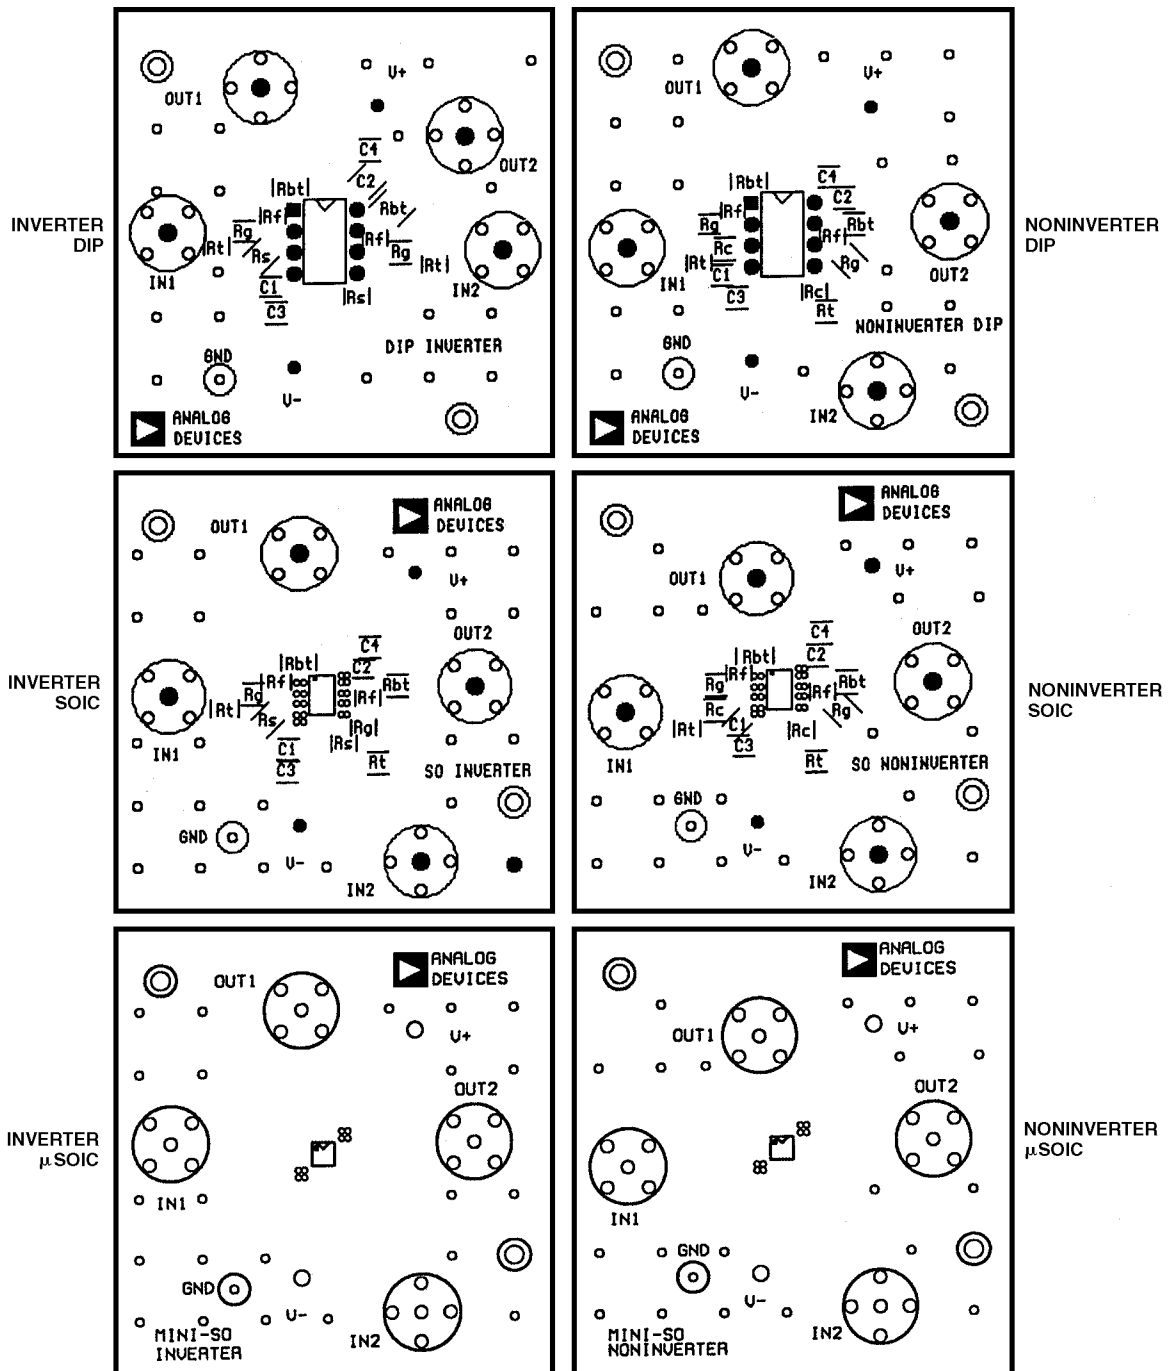 INVERTER
DIP
OUT1
V+
OUT2
C4
C2
Rbt
Rbt
Rf
Rg
Rt
Rs
Rf
Rg
Rt
IN1
C1
C3
Rs
IN2
DIP INVERTER
GND
V-
ANALOG
DEVICES
NONINVERTER
DIP
OUT1
V+
C4
C2
Rbt
Rf
Rg
Rbt
Rc
Rf
Rt
Rg
IN1
C1
C3
Rc
Rt
OUT2
NONINVERTER DIP
GND
V-
IN2
ANALOG
DEVICES
INVERTER
SOIC
ANALOG
DEVICES
OUT1
V+
OUT2
C4
C2
Rbt
Rf
Rg
Rf
Rbt
Rt
Rs
Rg
Rs
C1
C3
Rt
IN1
SO INVERTER
GND
V-
IN2
NONINVERTER
SOIC
ANALOG
DEVICES
OUT1
V+
OUT2
C4
C2
Rbt
Rf
Rg
Rbt
Rf
Rc
Rg
Rt
C1
C3
Rc
Rt
IN1
SO NONINVERTER
GND
V-
IN2
INVERTER
µSOIC
ANALOG
DEVICES
OUT1
V+
OUT2
IN1
GND
V-
IN2
MINI-SO
INVERTER
NONINVERTER
µSOIC
ANALOG
DEVICES
OUT1
V+
OUT2
IN1
GND
V-
IN2
MINI-SO
NONINVERTER